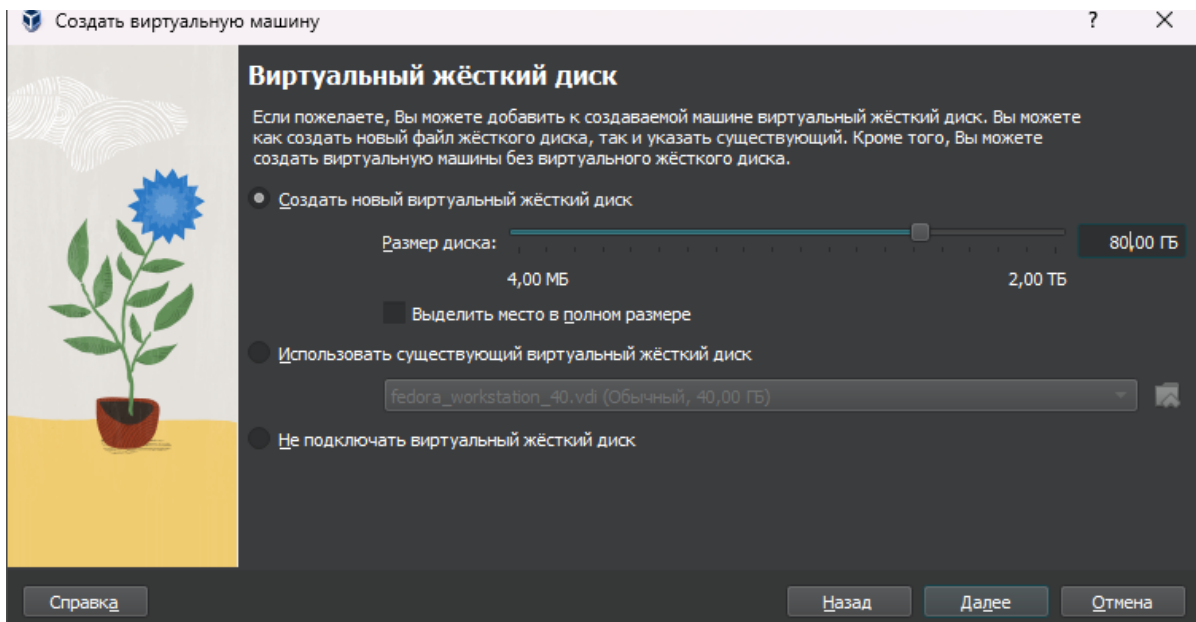 Создать виртуальную машину
?
Виртуальный жёсткий диск
Если пожелаете, Вы можете добавить к создаваемой машине виртуальный жёсткий диск. Вы можете
как создать новый файл жёсткого диска, так и указать существующий. Кроме того, Вы можете
создать виртуальную машины без виртуального жёсткого диска.
Создать новый виртуальный жёсткий диск
Размер диска: 80,00 ГБ
4,00 МБ 2,00 ТБ
Выделить место в полном размере
Использовать существующий виртуальный жёсткий диск
fedora_workstation_40.vdi (Обычный, 40,00 ГБ)
Не подключать виртуальный жёсткий диск
Справка Назад Далее Отмена